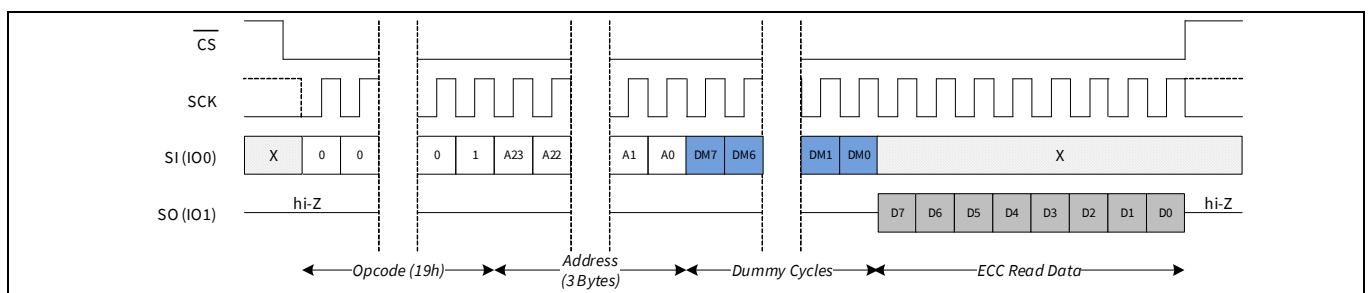 CS
SCK
SI (IO0) X 0 0 0 1 A23 A22 A1 A0 DM7 DM6 DM1 DM0 X
hi-Z
SO (IO1) D7 D6 D5 D4 D3 D2 D1 D0 hi-Z
Opcode (19h) Address (3 Bytes) Dummy Cycles ECC Read Data